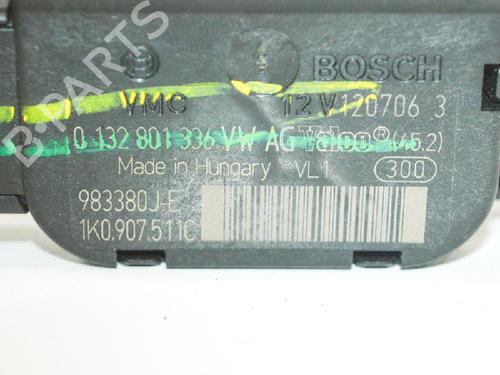 B-PARTS
BOSCH
YMC 12 V 120706 3
0 132 801 336 VW AG Valeo® (45.2)
Made in Hungary VL1 300
983380J-E
1K0.907.511C